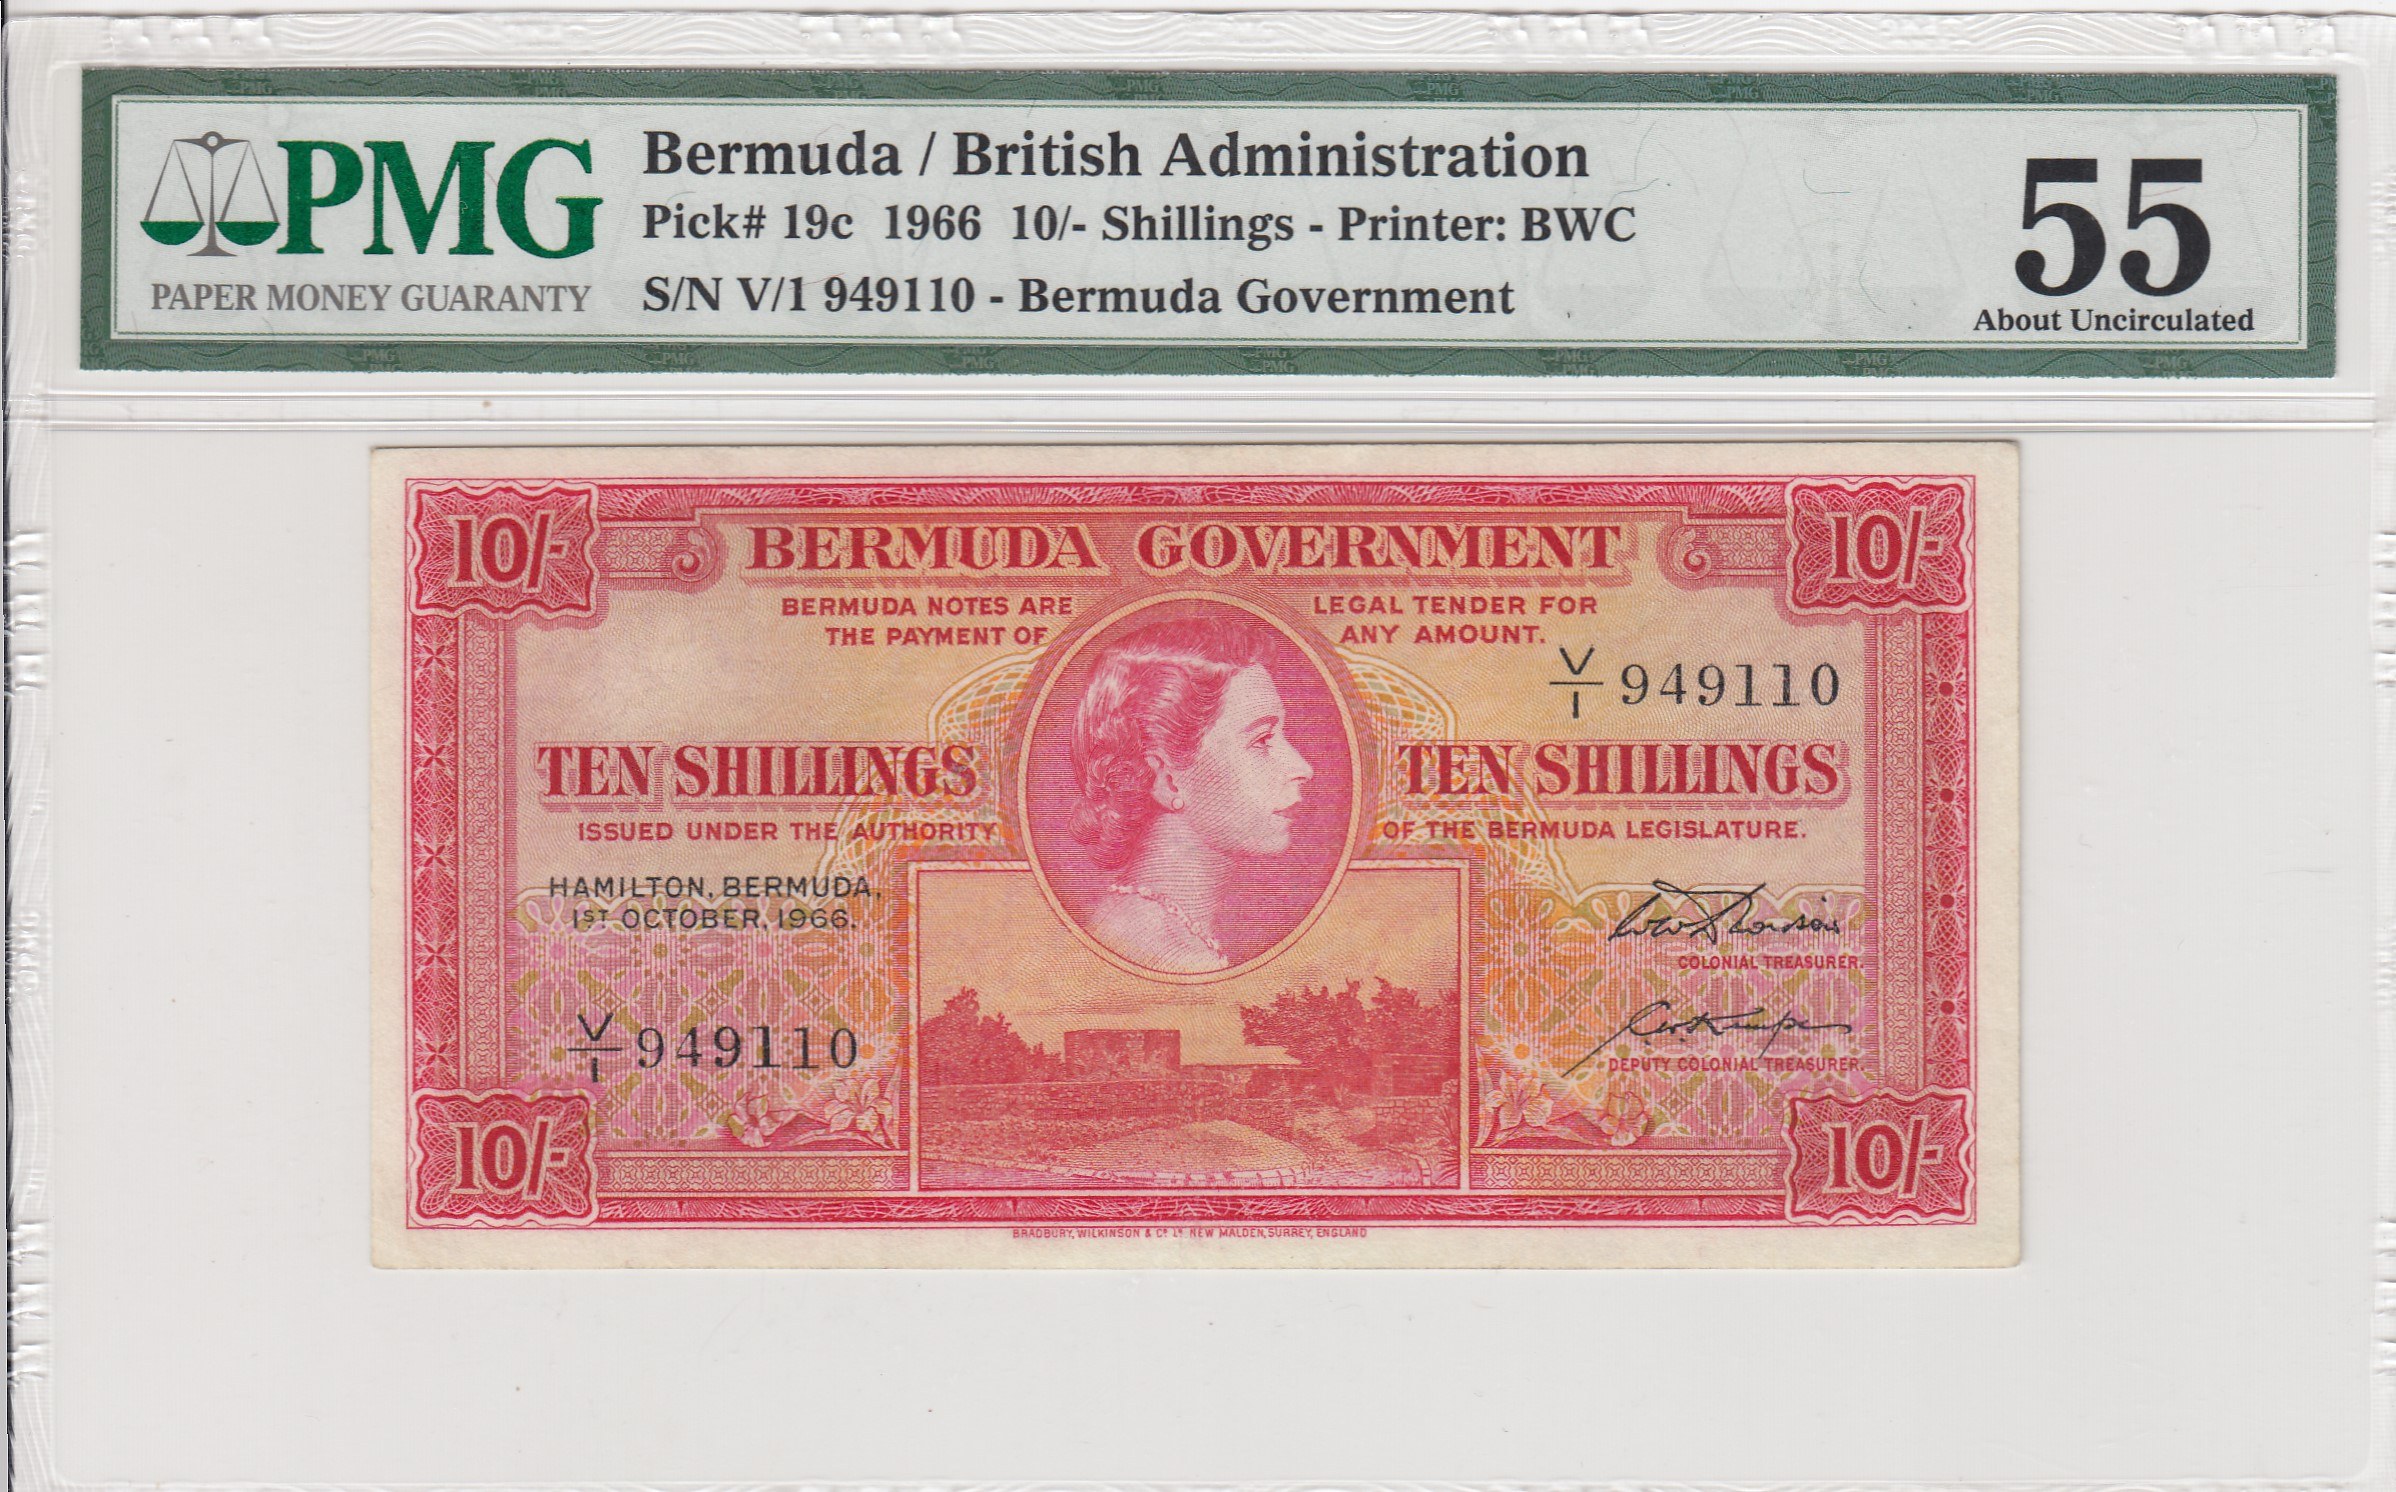 PMG
PAPER MONEY GUARANTY
Bermuda / British Administration
Pick# 19c 1966 10/- Shillings - Printer: BWC
S/N V/1 949110 - Bermuda Government
55
About Uncirculated
10/-
BERMUDA GOVERNMENT
10/-
BERMUDA NOTES ARE LEGAL TENDER FOR
THE PAYMENT OF ANY AMOUNT.
V/1 949110
TEN SHILLINGS TEN SHILLINGS
ISSUED UNDER THE AUTHORITY OF THE BERMUDA LEGISLATURE.
HAMILTON, BERMUDA,
1ST OCTOBER, 1966.
COLONIAL TREASURER.
V/1 949110
DEPUTY COLONIAL TREASURER.
10/-
10/-
BRADBURY, WILKINSON & Co. Ld. NEW MALDEN, SURREY, ENGLAND